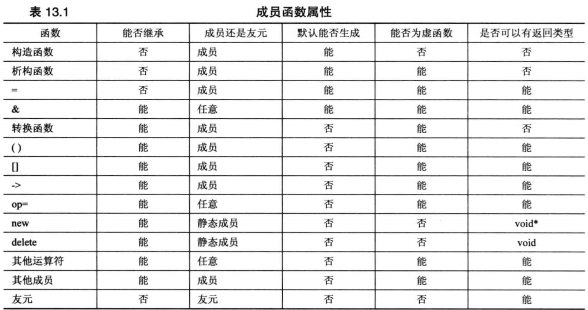 表 13.1 成员函数属性
函数 能否继承 成员还是友元 默认能否生成 能否为虚函数 是否可以有返回类型
构造函数 否 成员 能 否 否
析构函数 否 成员 能 能 否
= 否 成员 能 能 能
& 能 任意 能 能 能
转换函数 能 成员 否 能 否
( ) 能 成员 否 能 能
[] 能 成员 否 能 能
-> 能 成员 否 能 能
op= 能 任意 否 能 能
new 能 静态成员 否 否 void*
delete 能 静态成员 否 否 void
其他运算符 能 任意 否 能 能
其他成员 能 成员 否 能 能
友元 否 友元 否 否 能